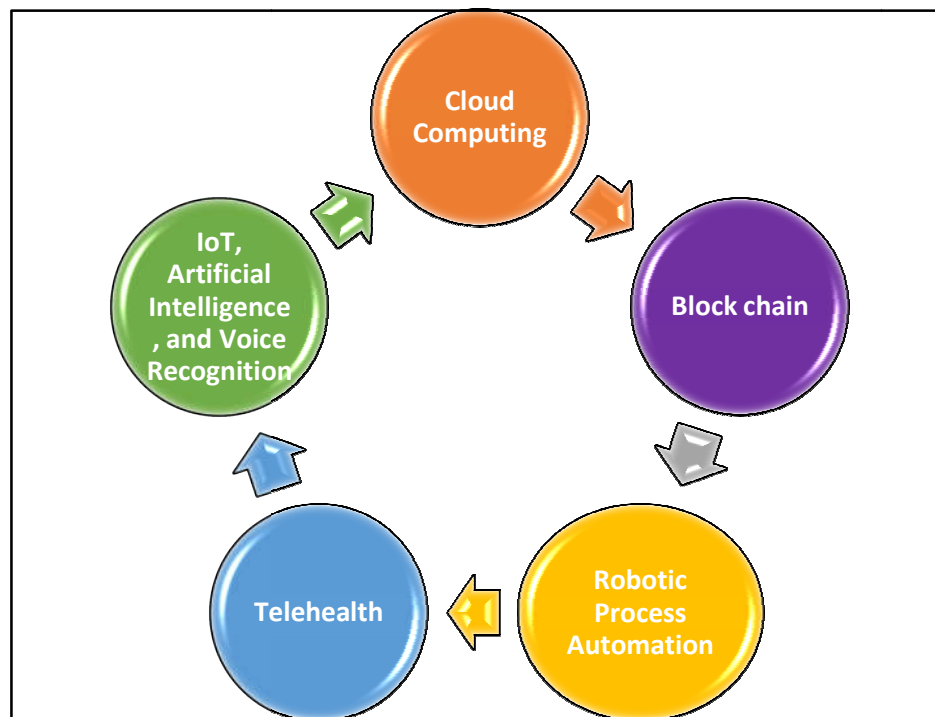 Cloud
Computing
Block chain
Robotic
Process
Automation
Telehealth
IoT,
Artificial
Intelligence
, and Voice
Recognition